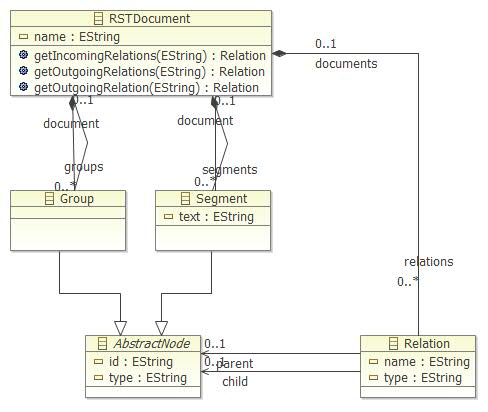 RSTDocument
name : EString
getIncomingRelations(EString) : Relation
getOutgoingRelations(EString) : Relation
getOutgoingRelation(EString) : Relation
0..1
documents
0..1
document
groups
0..*
0..1
document
segments
0..*
Group
Segment
text : EString
relations
0..*
AbstractNode
id : EString
type : EString
0..1
parent
0..1
child
Relation
name : EString
type : EString